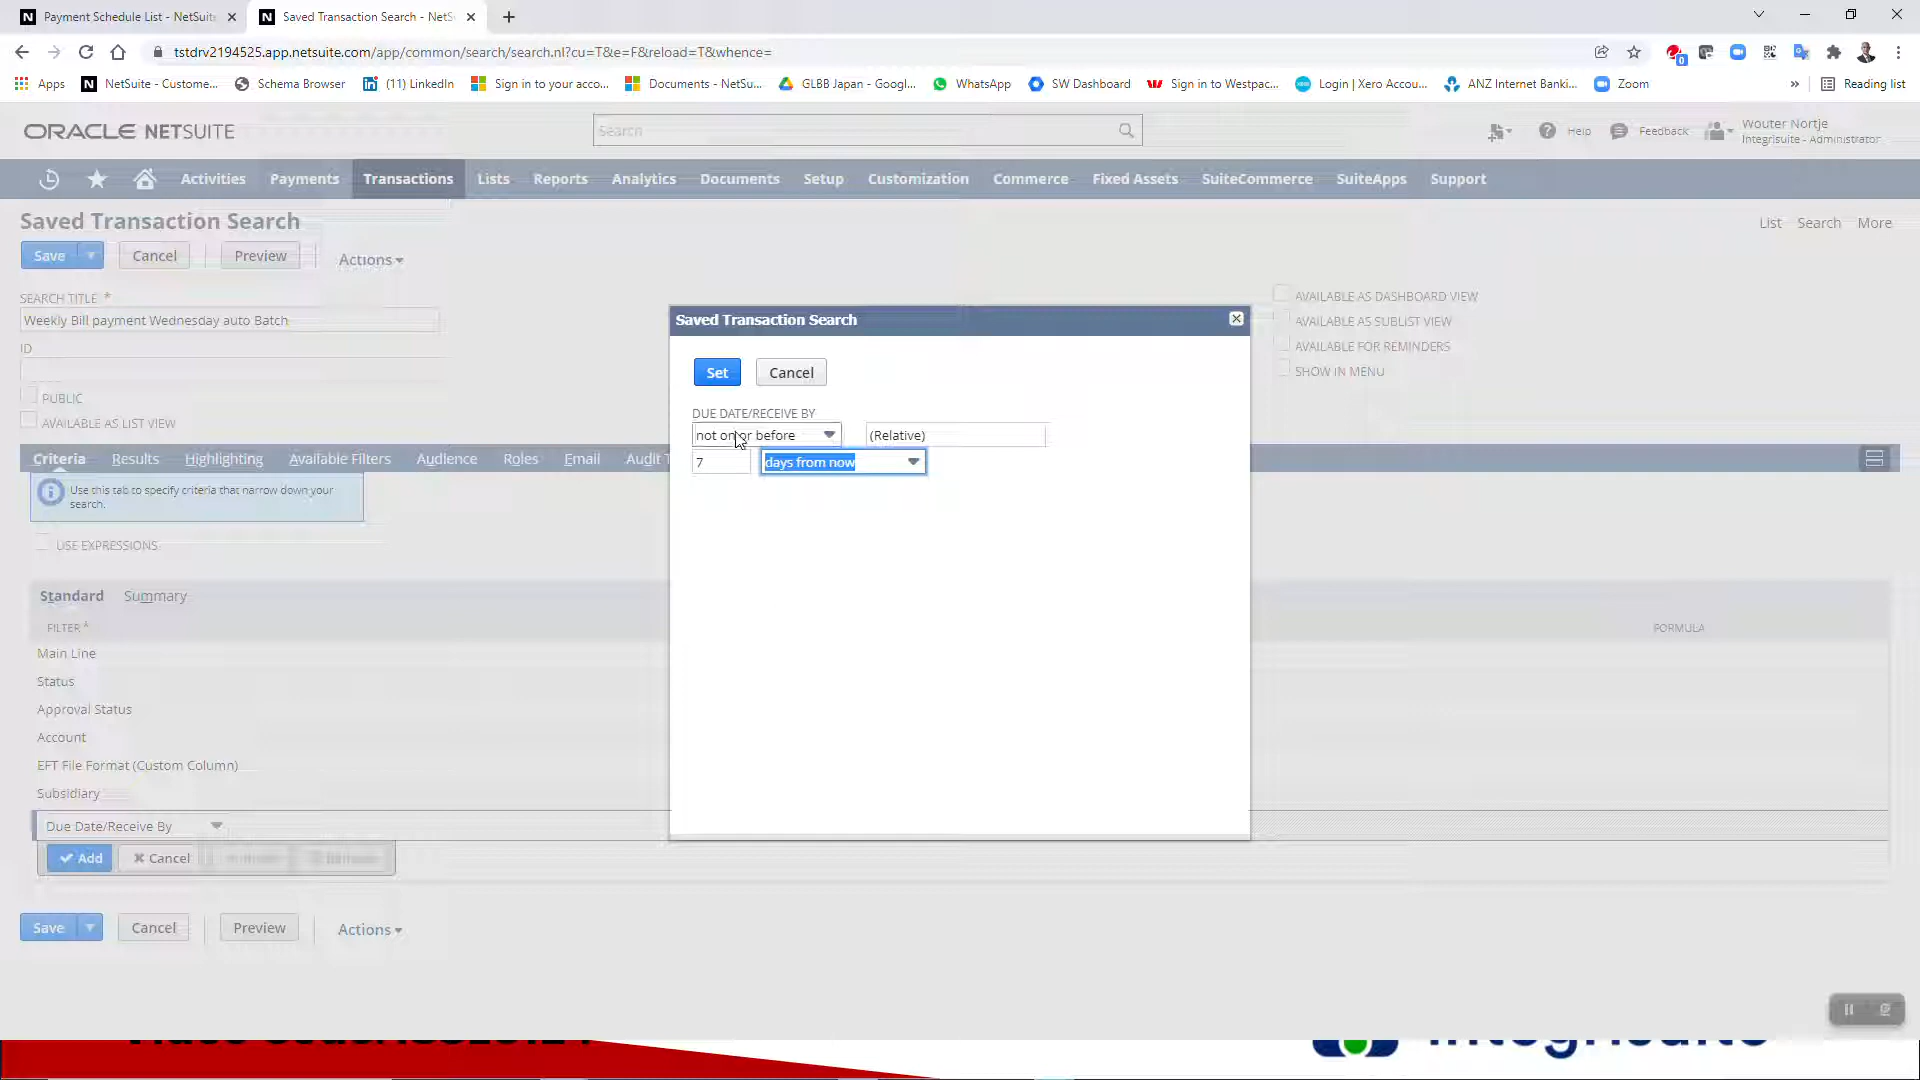 Payment Schedule List - NetSuit
Saved Transaction Search - NetS
tstdrv2194525.app.netsuite.com/app/common/search/search.nl?cu=T&e=F&reload=T&whence=
0
Apps
NetSuite - Custome...
Schema Browser
(11) LinkedIn
Sign in to your acco...
Documents - NetSu...
GLBB Japan - Googl...
WhatsApp
SW Dashboard
Sign in to Westpac...
Login | Xero Accou...
ANZ Internet Banki...
Zoom
»
Reading list
ORACLE NETSUITE
Search
Help
Feedback
Wouter Nortje
Integrisuite - Administrator
Activities
Payments
Transactions
Lists
Reports
Analytics
Documents
Setup
Customization
Commerce
Fixed Assets
SuiteCommerce
SuiteApps
Support
Saved Transaction Search
List
Search
More
Save
Cancel
Preview
Actions
SEARCH TITLE *
Weekly Bill payment Wednesday auto Batch
ID
PUBLIC
AVAILABLE AS LIST VIEW
AVAILABLE AS DASHBOARD VIEW
AVAILABLE AS SUBLIST VIEW
AVAILABLE FOR REMINDERS
SHOW IN MENU
Saved Transaction Search
Set
Cancel
DUE DATE/RECEIVE BY
not on or before
(Relative)
7
days from now
Criteria
Results
Highlighting
Available Filters
Audience
Roles
Email
Audit T
Use this tab to specify criteria that narrow down your
search.
USE EXPRESSIONS
Standard
Summary
FILTER *
FORMULA
Main Line
Status
Approval Status
Account
EFT File Format (Custom Column)
Subsidiary
Due Date/Receive By
Add
Cancel
Save
Cancel
Preview
Actions